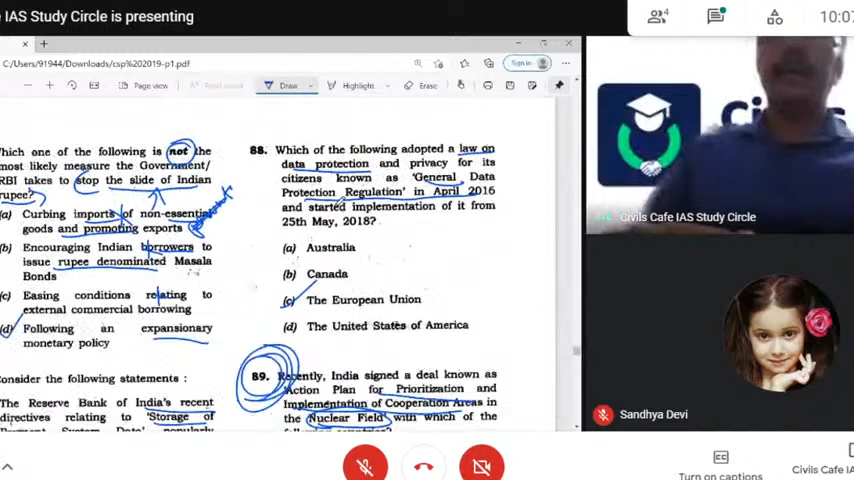 IAS Study Circle is presenting
4
10:07
C:/Users/91944/Downloads/csp%202019-p1.pdf
Sign in
Page view
Read aloud
Draw
Highlight
Erase
which one of the following is not the
most likely measure the Government/
RBI takes to stop the slide of Indian
rupee?
(a) Curbing imports of non-essential
goods and promoting exports
(b) Encouraging Indian borrowers to
issue rupee denominated Masala
Bonds
(c) Easing conditions relating to
external commercial borrowing
(d) Following an expansionary
monetary policy
Consider the following statements :
The Reserve Bank of India's recent
directives relating to 'Storage of
88. Which of the following adopted a law on
data protection and privacy for its
citizens known as 'General Data
Protection Regulation' in April 2016
and started implementation of it from
25th May, 2018?
(a) Australia
(b) Canada
(c) The European Union
(d) The United States of America
89. Recently, India signed a deal known as
'Action Plan for Prioritization and
Implementation of Cooperation Areas in
the Nuclear Field' with which of the
Civils Cafe IAS Study Circle
Sandhya Devi
Turn on captions
Civils Cafe IAS